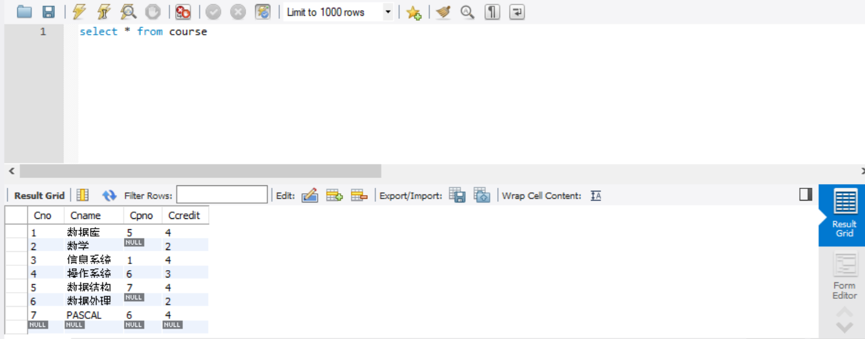 Limit to 1000 rows
1 select * from course
Result Grid Filter Rows: Edit: Export/Import: Wrap Cell Content: IA
Result Grid
Form Editor
Cno Cname Cpno Ccredit
1 数据库 5 4
2 数学 NULL 2
3 信息系统 1 4
4 操作系统 6 3
5 数据结构 7 4
6 数据处理 NULL 2
7 PASCAL 6 4
NULL NULL NULL NULL